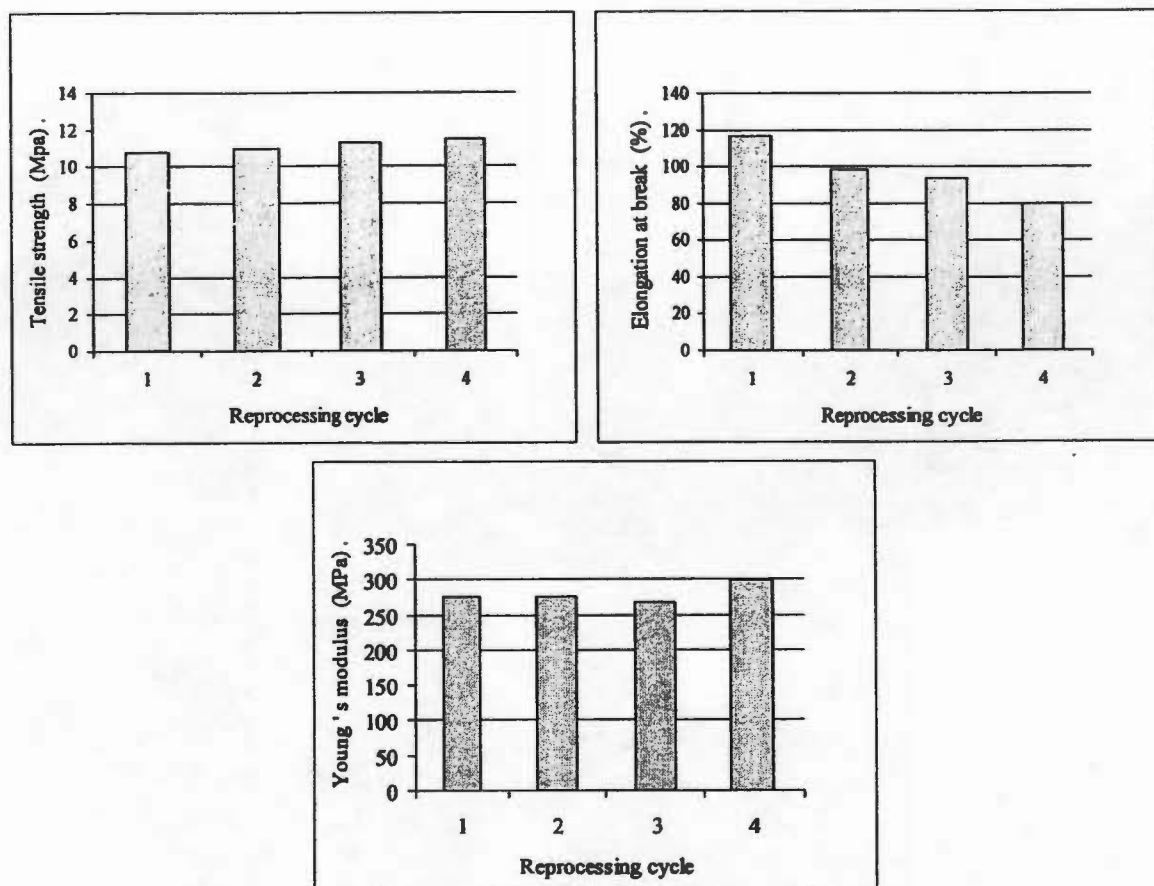 Tensile strength (Mpa) .
14
12
10
8
6
4
2
0
1 2 3 4
Reprocessing cycle
Elongation at break (%) .
140
120
100
80
60
40
20
0
1 2 3 4
Reprocessing cycle
Young ' s modulus (MPa) .
350
300
250
200
150
100
50
0
1 2 3 4
Reprocessing cycle